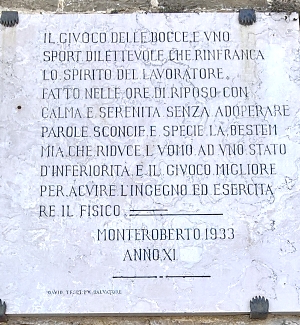 IL GIVOCO DELLE BOCCE, E VNO
SPORT DILETTEVOLE, CHE RINFRANCA
LO SPIRITO DEL LAVORATORE.
FATTO NELLE ORE DI RIPOSO CON
CALMA E SERENITA SENZA ADOPERARE
PAROLE SCONCIE, E SPECIE LA BESTEM
MIA, CHE RIDVCE L'VOMO AD VNO STATO
D'INFERIORITA, E IL GIVOCO MIGLIORE
PER ACVIRE L'INGEGNO ED ESERCITA
RE IL FISICO
MONTEROBERTO 1933
ANNO XI